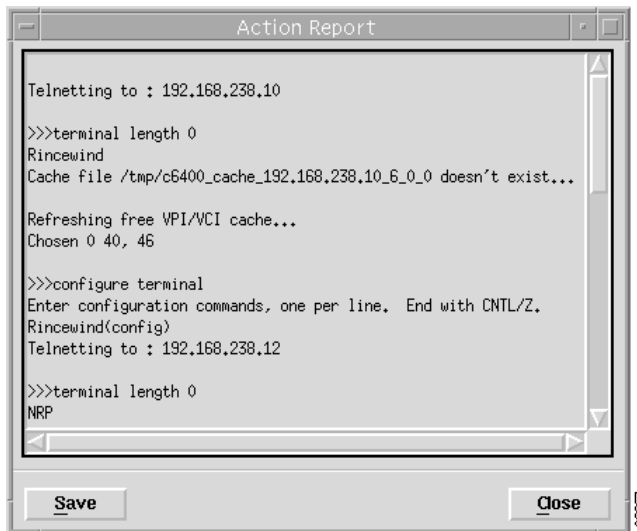 Action Report
Telnetting to : 192.168.238.10
>>>terminal length 0
Rincewind
Cache file /tmp/c6400_cache_192.168.238.10_6_0_0 doesn't exist...
Refreshing free VPI/VCI cache...
Chosen 0 40, 46
>>>configure terminal
Enter configuration commands, one per line.  End with CNTL/Z.
Rincewind(config)
Telnetting to : 192.168.238.12
>>>terminal length 0
NRP
Save
Close